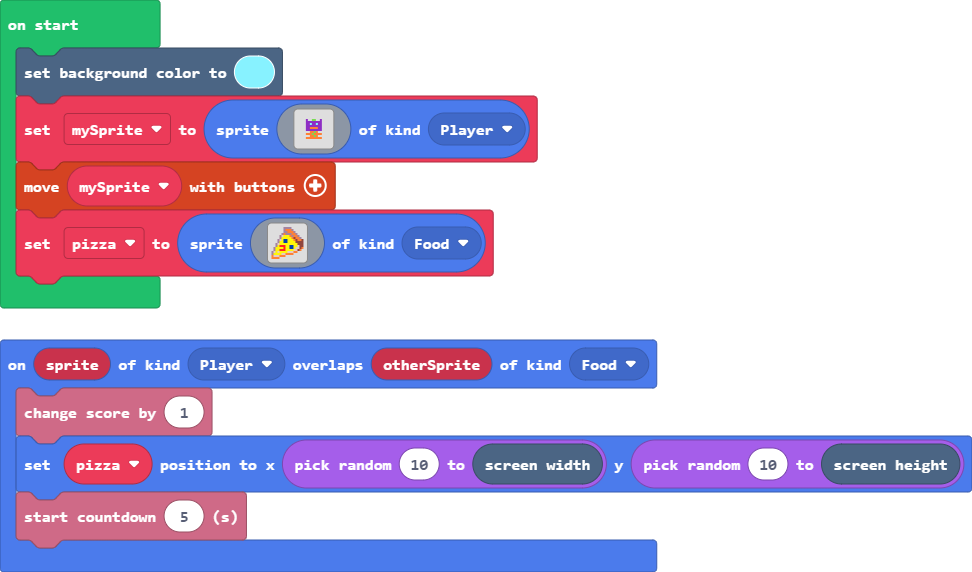 on start
set background color to
set mySprite to sprite of kind Player
move mySprite with buttons
set pizza to sprite of kind Food
on sprite of kind Player overlaps otherSprite of kind Food
change score by 1
set pizza position to x pick random 10 to screen width y pick random 10 to screen height
start countdown 5 (s)